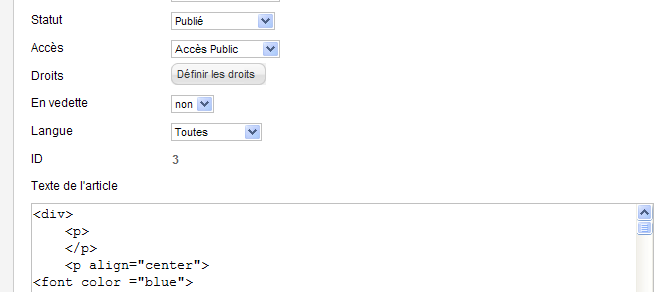 Statut Publié
Accès Accès Public
Droits Définir les droits
En vedette non
Langue Toutes
ID 3
Texte de l'article
<div>
<p>
</p>
<p align="center">
<font color ="blue">